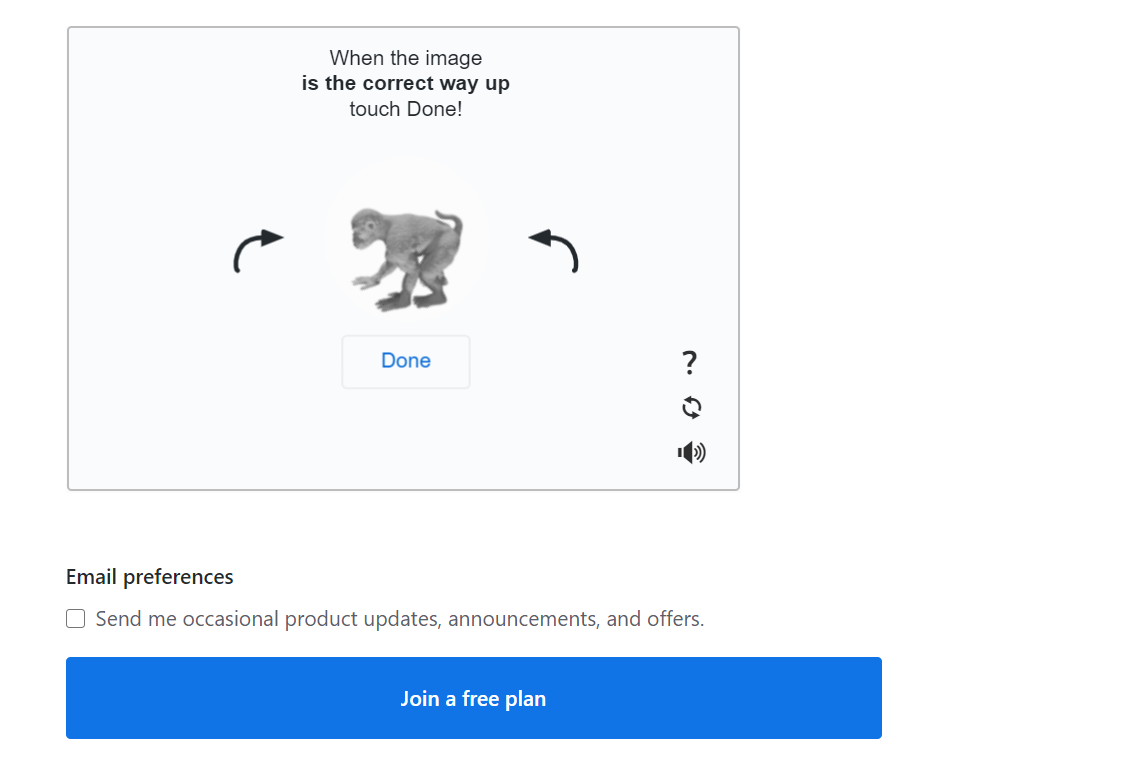 When the image
is the correct way up
touch Done!
Done
?
Email preferences
Send me occasional product updates, announcements, and offers.
Join a free plan